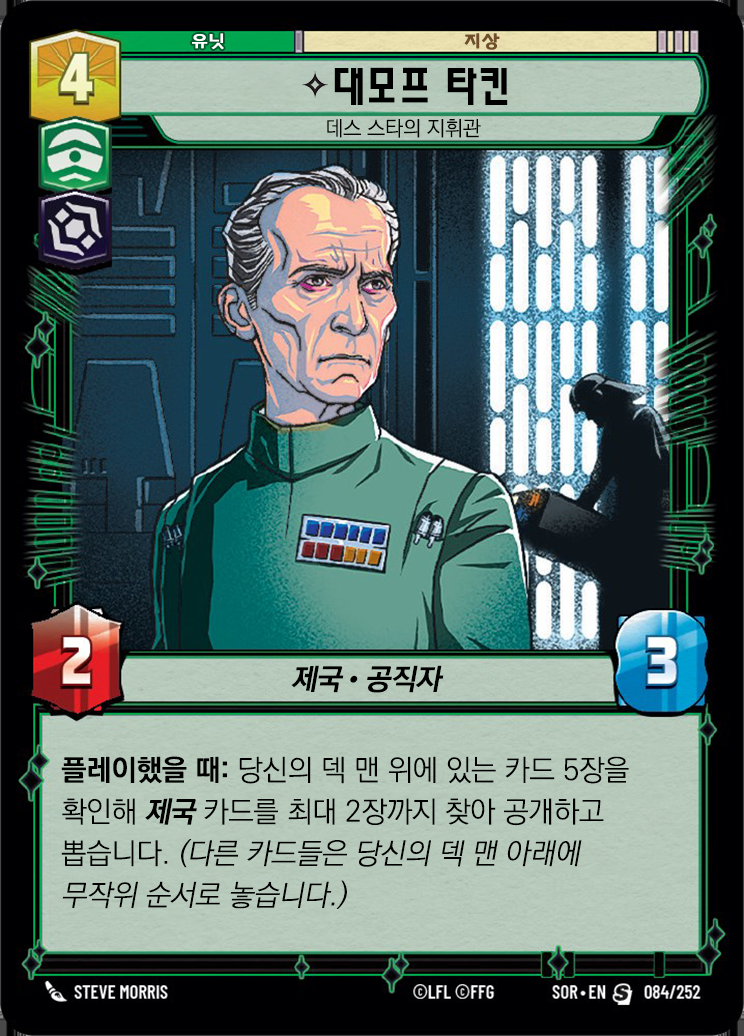 유닛
지상
4
대모프 타킨
데스 스타의 지휘관
2
3
제국 • 공직자
플레이했을 때: 당신의 덱 맨 위에 있는 카드 5장을
확인해 제국 카드를 최대 2장까지 찾아 공개하고
뽑습니다. (다른 카드들은 당신의 덱 맨 아래에
무작위 순서로 놓습니다.)
STEVE MORRIS
©LFL ©FFG
SOR • EN S 084/252